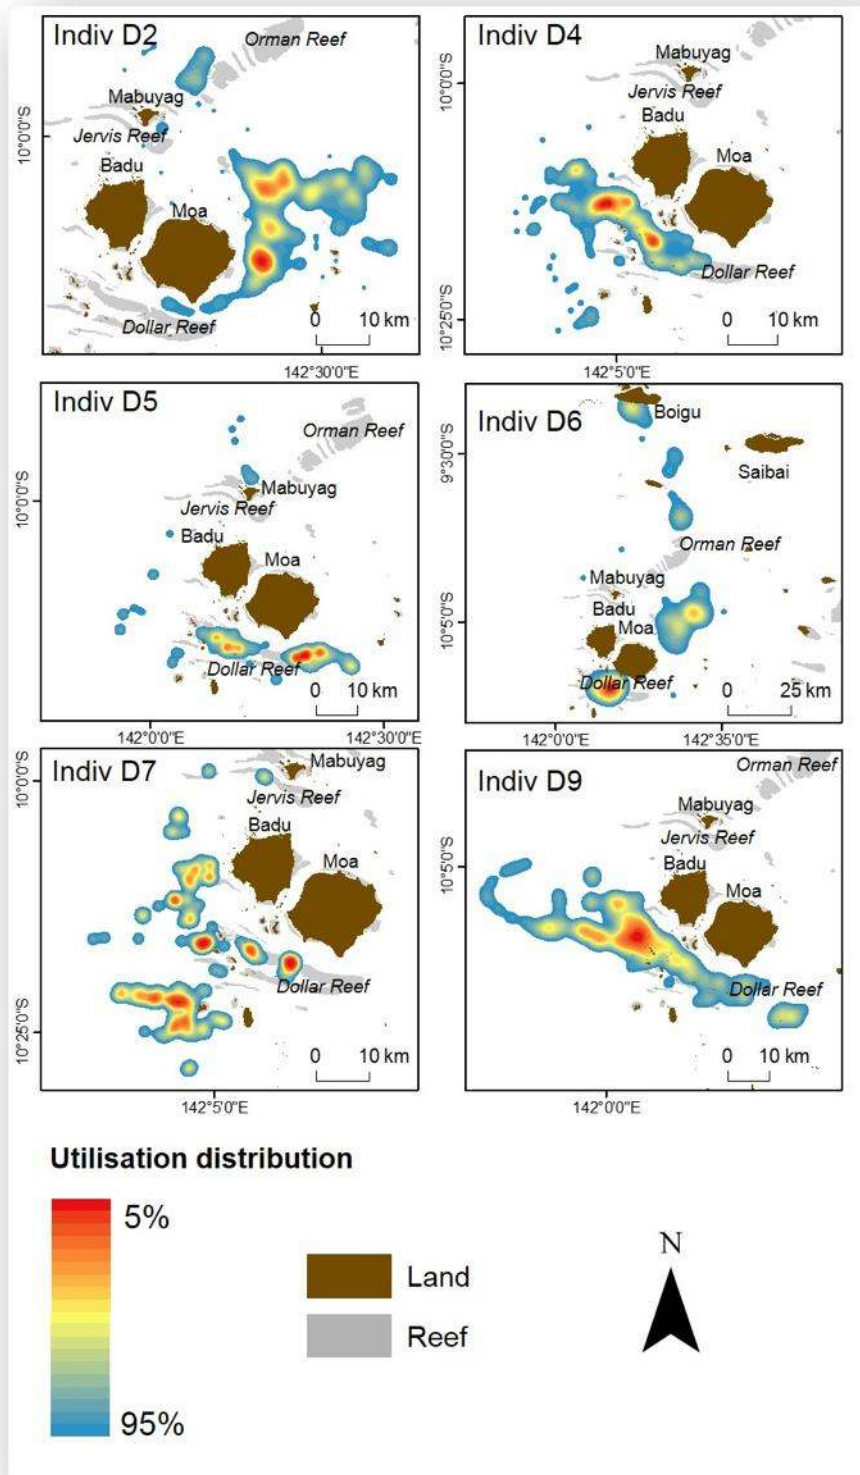 Indiv D2
Orman Reef
Mabuyag
Jervis Reef
Badu
Moa
Dollar Reef
0 10 km
10°0'0"S
142°30'0"E
Indiv D4
Mabuyag
Jervis Reef
Badu
Moa
Dollar Reef
0 10 km
10°0'0"S
10°25'0"S
142°5'0"E
Indiv D5
Orman Reef
Mabuyag
Jervis Reef
Badu
Moa
Dollar Reef
0 10 km
10°0'0"S
142°0'0"E 142°30'0"E
Indiv D6
Boigu
Saibai
Orman Reef
Mabuyag
Badu
Moa
Dollar Reef
0 25 km
9°30'0"S
10°5'0"S
142°0'0"E 142°35'0"E
Indiv D7
Mabuyag
Jervis Reef
Badu
Moa
Dollar Reef
0 10 km
10°0'0"S
10°25'0"S
142°5'0"E
Indiv D9
Orman Reef
Mabuyag
Jervis Reef
Badu
Moa
Dollar Reef
0 10 km
10°5'0"S
142°0'0"E
Utilisation distribution
5%
95%
Land
Reef
N